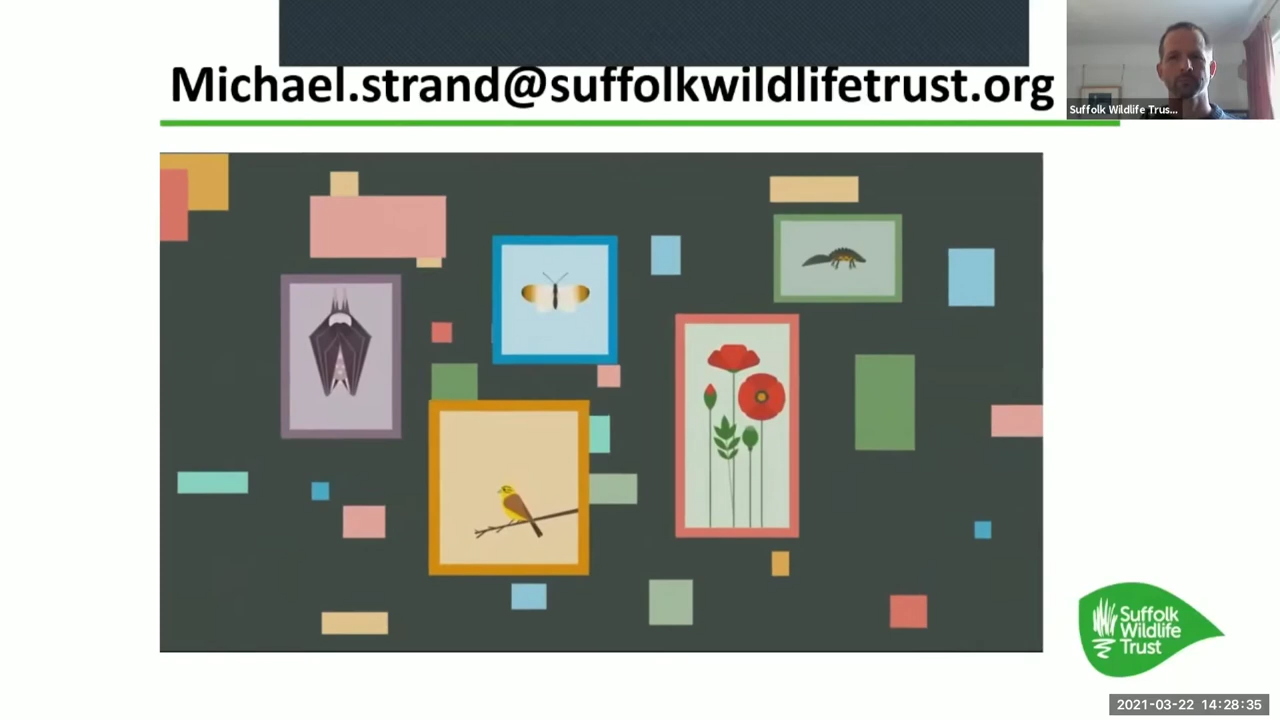 Michael.strand@suffolkwildlifetrust.org
Suffolk Wildlife Trus...
Suffolk
Wildlife
Trust
2021-03-22 14:28:35